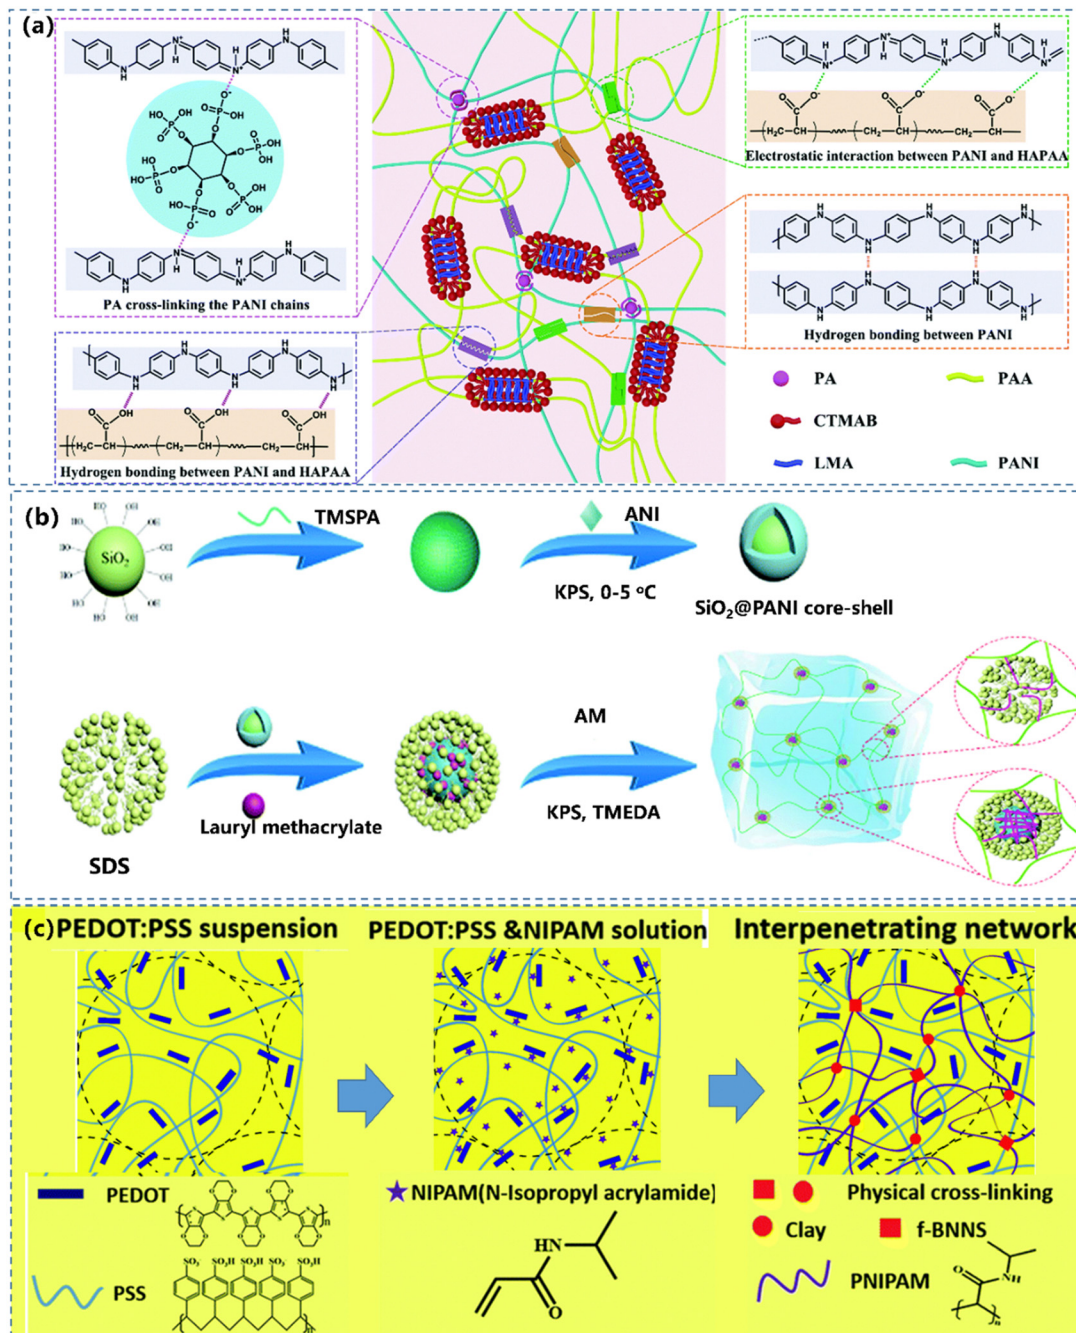 (a)
PA cross-linking the PANI chains
Hydrogen bonding between PANI and HAPAA
Electrostatic interaction between PANI and HAPAA
Hydrogen bonding between PANI
PA
PAA
CTMAB
LMA
PANI
(b)
SiO₂
TMSPA
ANI
KPS, 0-5 ºC
SiO₂@PANI core-shell
SDS
Lauryl methacrylate
AM
KPS, TMEDA
(c) PEDOT:PSS suspension
PEDOT:PSS &NIPAM solution
Interpenetrating network
PEDOT
PSS
NIPAM(N-Isopropyl acrylamide)
HN
O
Physical cross-linking
Clay
f-BNNS
PNIPAM